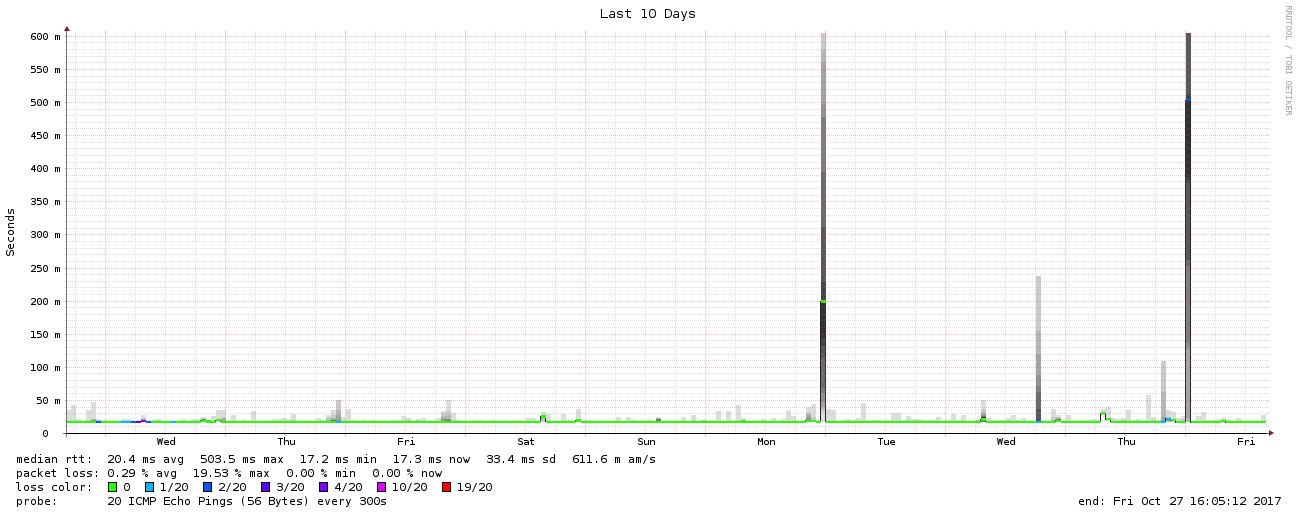 Last 10 Days
RRDTOOL / TOBI OETIKER
Seconds
600 m
550 m
500 m
450 m
400 m
350 m
300 m
250 m
200 m
150 m
100 m
50 m
0
Wed Thu Fri Sat Sun Mon Tue Wed Thu Fri
median rtt: 20.4 ms avg 503.5 ms max 17.2 ms min 17.3 ms now 33.4 ms sd 611.6 m am/s
packet loss: 0.29 % avg 19.53 % max 0.00 % min 0.00 % now
loss color: 0 1/20 2/20 3/20 4/20 10/20 19/20
probe: 20 ICMP Echo Pings (56 Bytes) every 300s end: Fri Oct 27 16:05:12 2017